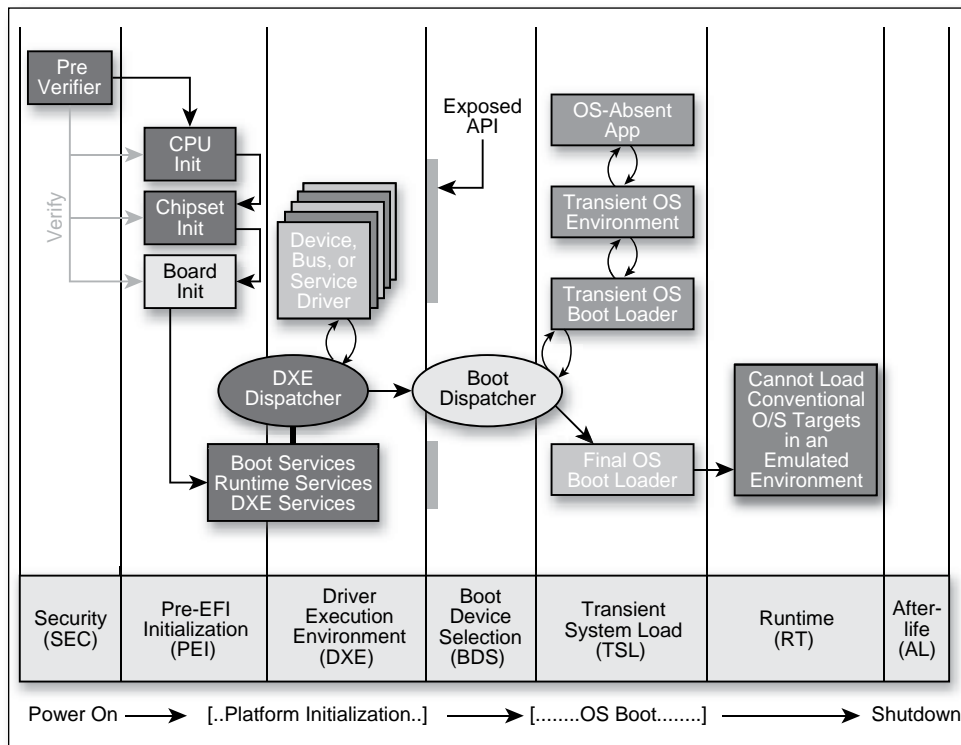 Pre
Verifier
Verify
CPU
Init
Chipset
Init
Board
Init
Device,
Bus, or
Service
Driver
DXE
Dispatcher
Boot Services
Runtime Services
DXE Services
Exposed
API
Boot
Dispatcher
OS-Absent
App
Transient OS
Environment
Transient OS
Boot Loader
Final OS
Boot Loader
Cannot Load
Conventional
O/S Targets
in an
Emulated
Environment
Security
(SEC)
Pre-EFI
Initialization
(PEI)
Driver
Execution
Environment
(DXE)
Boot
Device
Selection
(BDS)
Transient
System Load
(TSL)
Runtime
(RT)
After-
life
(AL)
Power On
[..Platform Initialization..]
[........OS Boot........]
Shutdown